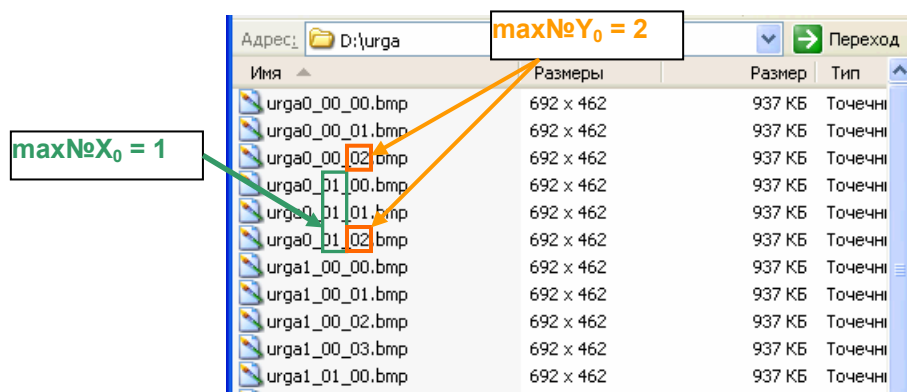 Адрес: D:\urga Переход
maxNoY₀ = 2
Имя Размеры Размер Тип
urga0_00_00.bmp 692 x 462 937 КБ Точечн
urga0_00_01.bmp 692 x 462 937 КБ Точечн
urga0_00_02.bmp 692 x 462 937 КБ Точечн
max№X₀ = 1
urga0_01_00.bmp 692 x 462 937 КБ Точечн
urga0_01_01.bmp 692 x 462 937 КБ Точечн
urga0_01_02.bmp 692 x 462 937 КБ Точечн
urga1_00_00.bmp 692 x 462 937 КБ Точечн
urga1_00_01.bmp 692 x 462 937 КБ Точечн
urga1_00_02.bmp 692 x 462 937 КБ Точечн
urga1_00_03.bmp 692 x 462 937 КБ Точечн
urga1_01_00.bmp 692 x 462 937 КБ Точечн